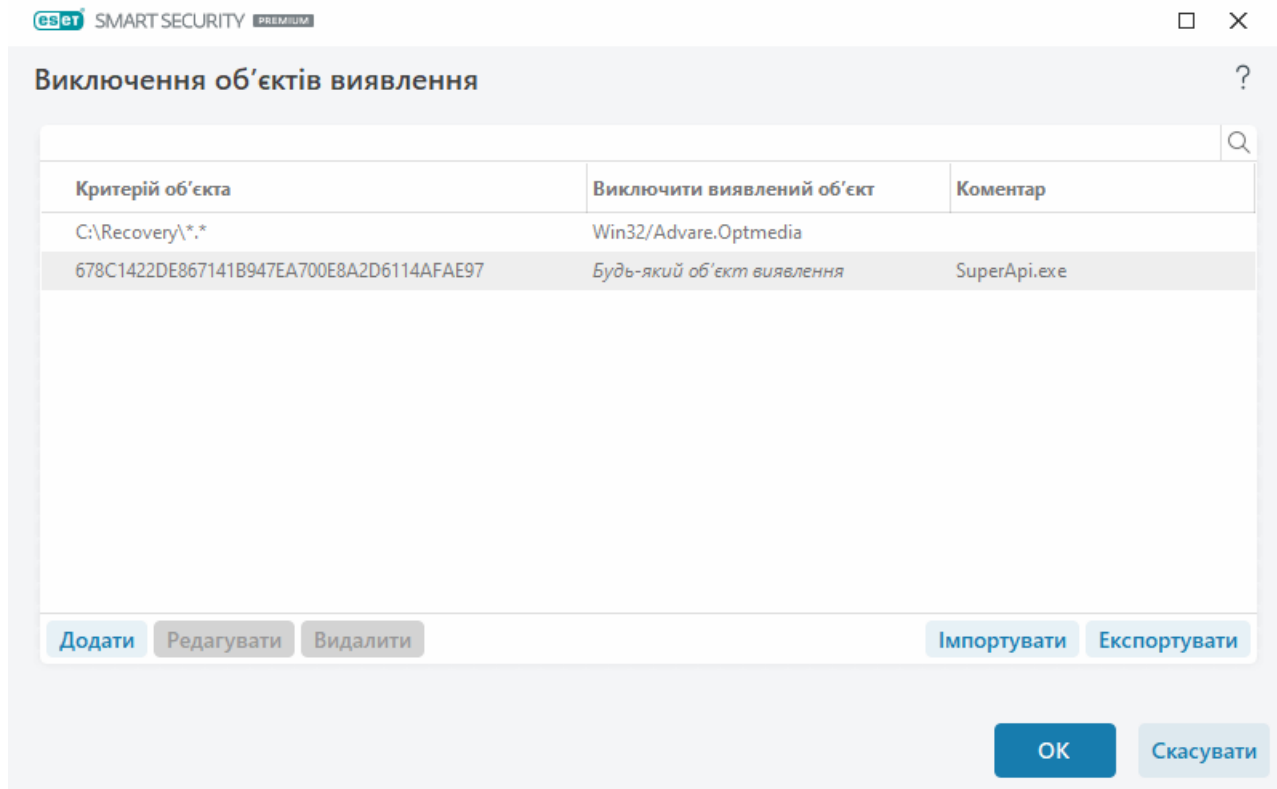 eset SMART SECURITY PREMIUM
Виключення об’єктів виявлення
?
Критерій об’єкта Виключити виявлений об’єкт Коментар
C:\Recovery\*.* Win32/Advare.Optmedia
678C1422DE867141B947EA700E8A2D6114AFAE97 Будь-який об’єкт виявлення SuperApi.exe
Додати Редагувати Видалити Імпортувати Експортувати
OK Скасувати